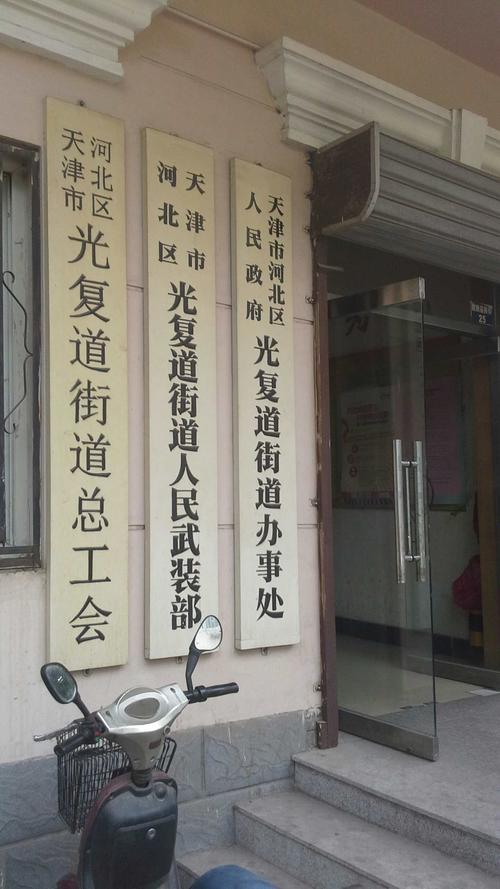 天津市
河北区
光复道街道总工会
天津市
河北区
光复道街道人民武装部
天津市河北区
人民政府
光复道街道办事处
25